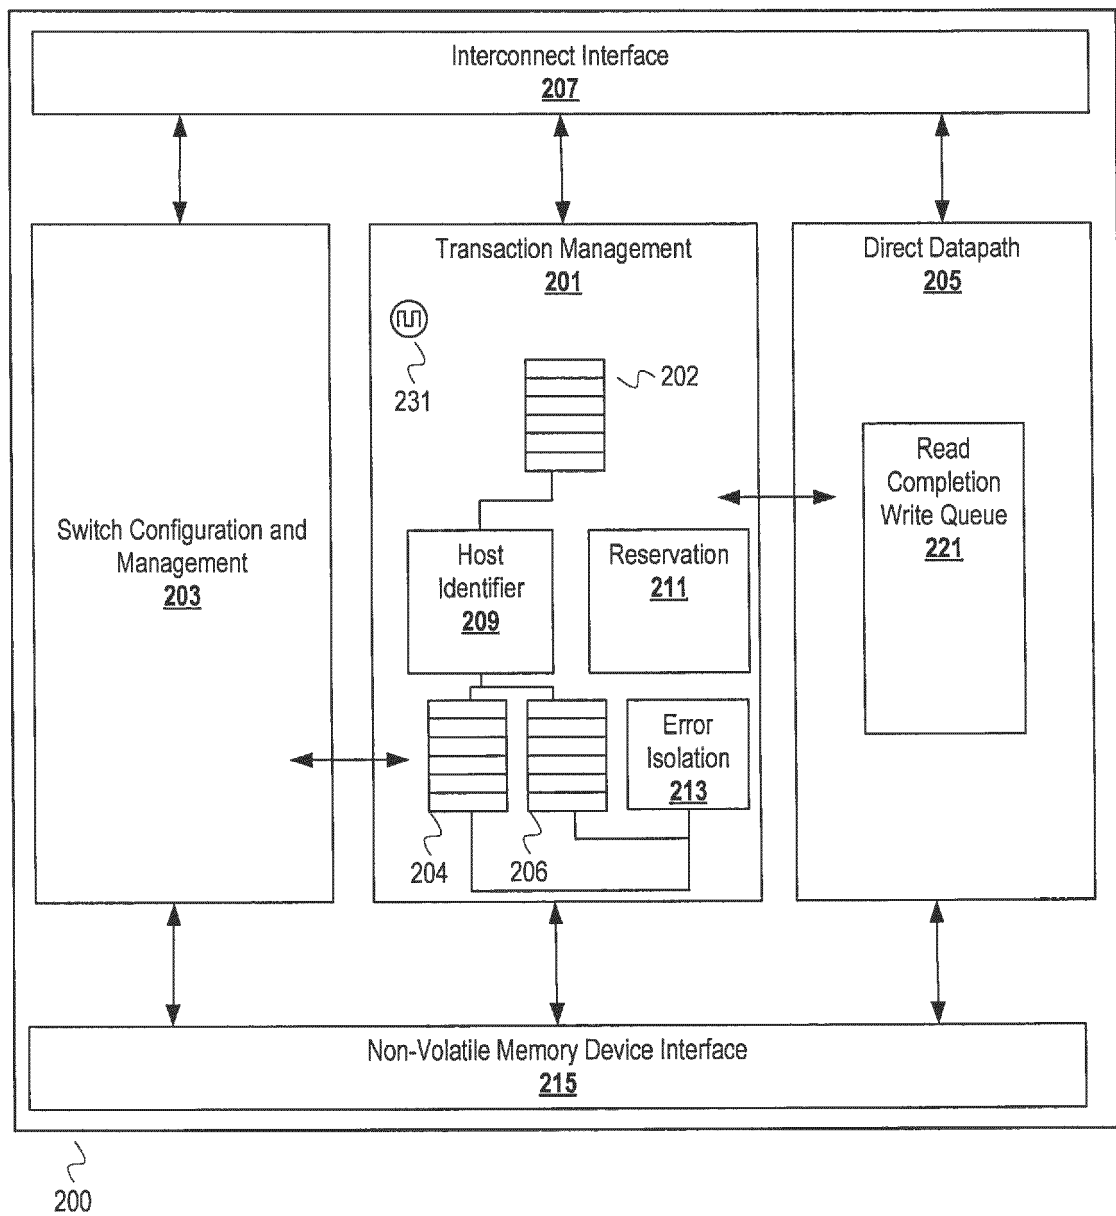 Interconnect Interface
207
Transaction Management
201
Direct Datapath
205
231
202
Read
Completion
Write Queue
221
Switch Configuration and
Management
203
Host
Identifier
209
Reservation
211
Error
Isolation
213
204
206
Non-Volatile Memory Device Interface
215
200